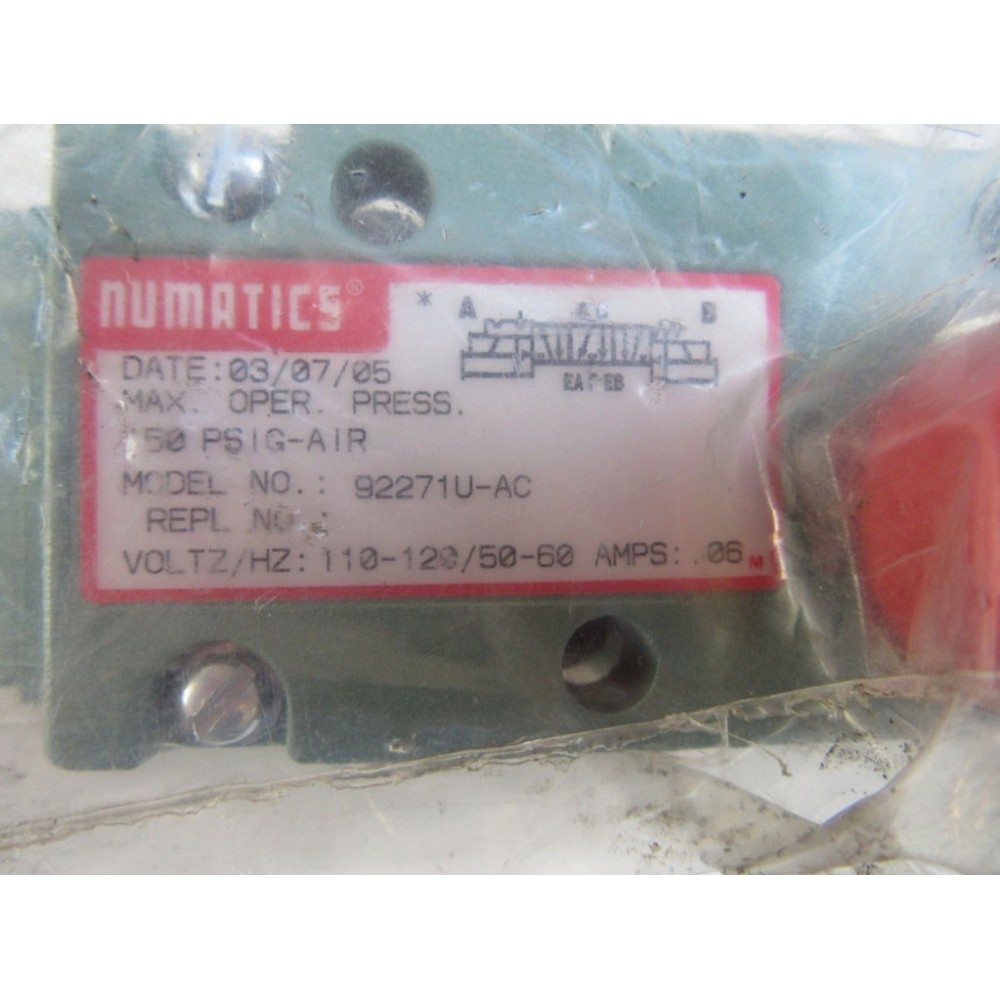 NUMATICS®
* A B
EA P EB
DATE:03/07/05
MAX. OPER. PRESS.
150 PSIG-AIR
MODEL NO.: 92271U-AC
REPL NO.:
VOLTZ/HZ: 110-120/50-60 AMPS: .06 M